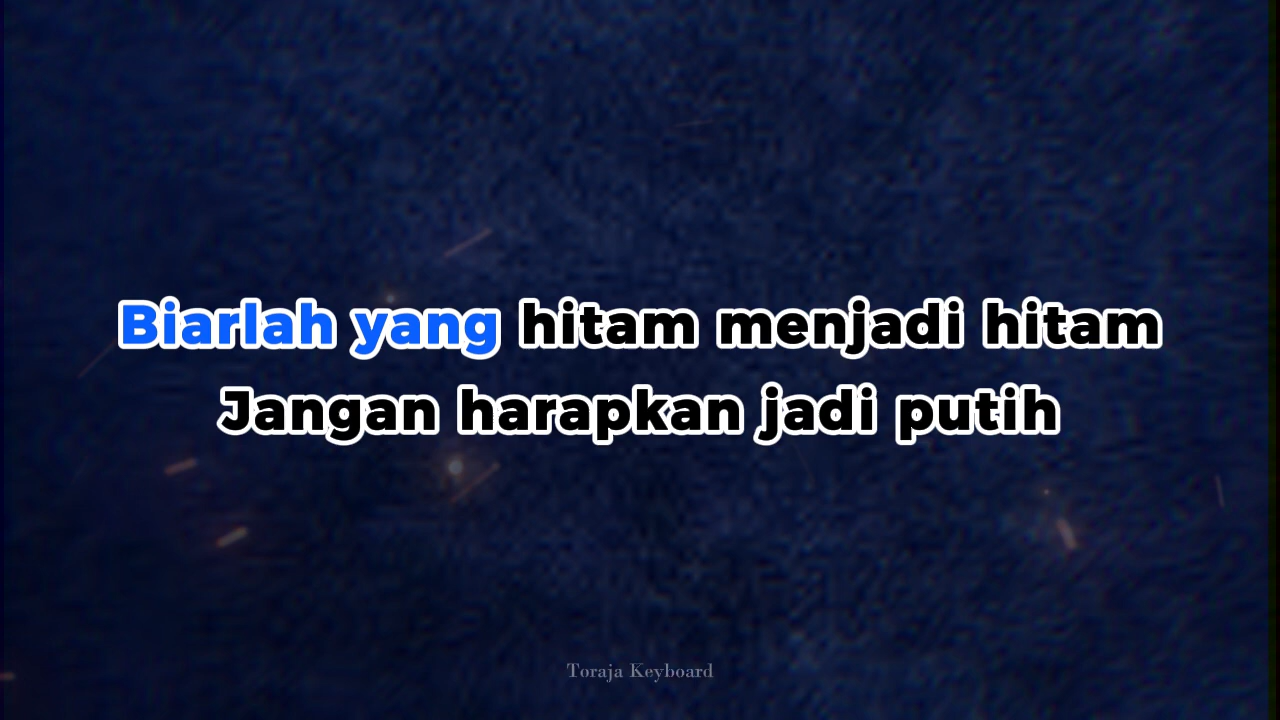 Biarlah yang hitam menjadi hitam
Jangan harapkan jadi putih
Toraja Keyboard